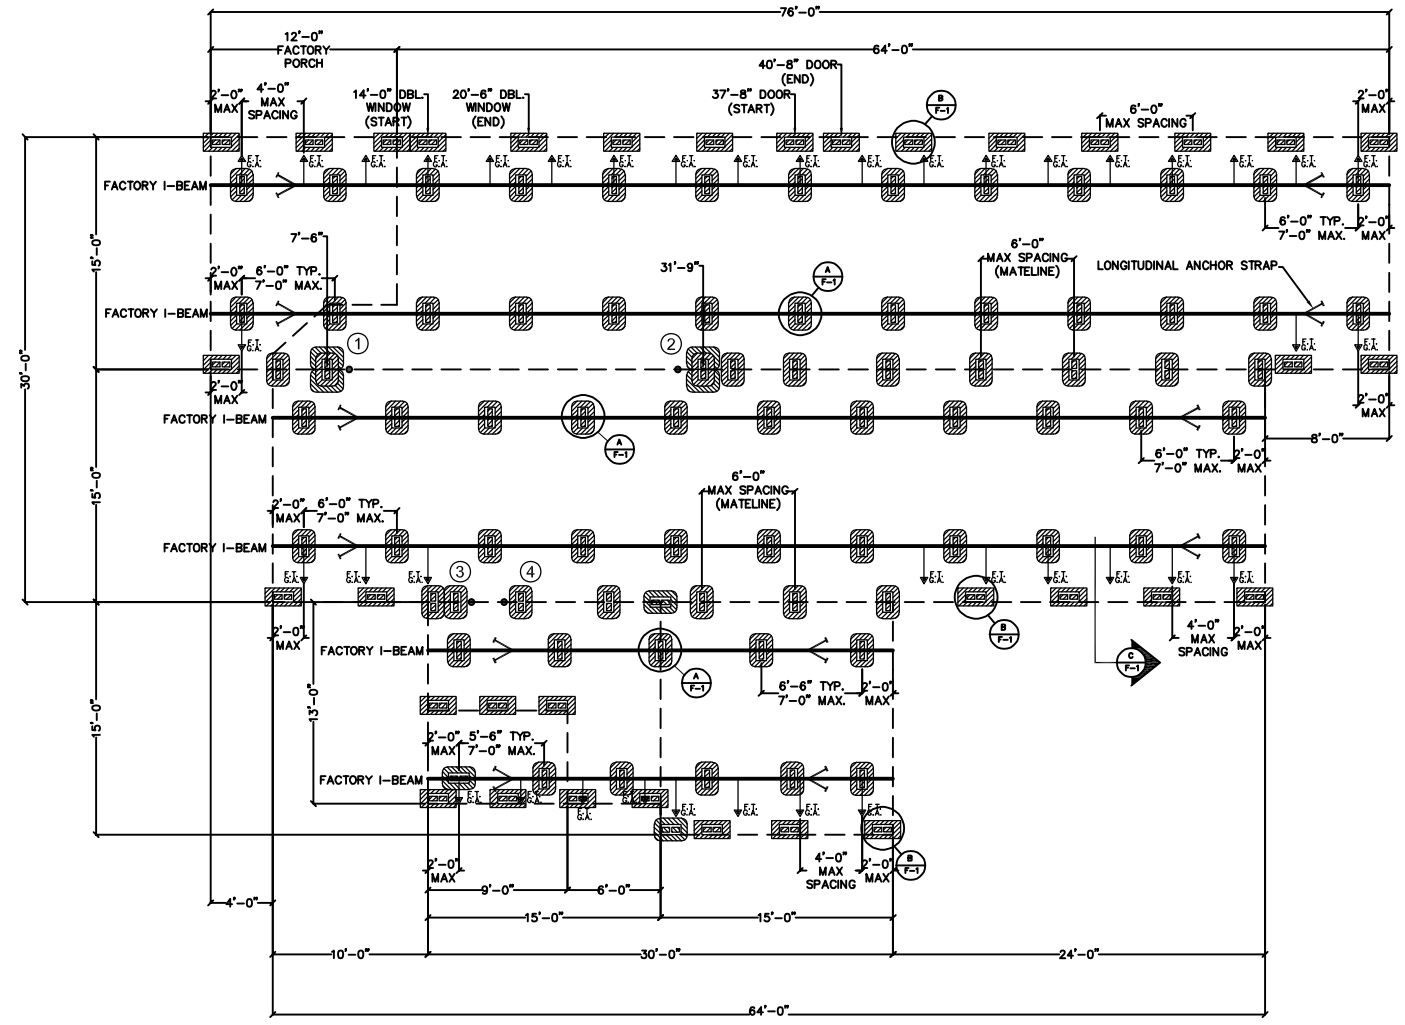 76'-0"
12'-0"
FACTORY
PORCH
64'-0"
40'-8" DOOR
(END)
2'-0"
MAX
4'-0"
MAX
SPACING
14'-0" DBL.
WINDOW
(START)
20'-6" DBL.
WINDOW
(END)
37'-8" DOOR
(START)
B
F-1
6'-0"
MAX SPACING
2'-0"
MAX
E.T.
G.A.
E.T.
G.A.
E.T.
G.A.
E.T.
G.A.
E.T.
G.A.
E.T.
G.A.
E.T.
G.A.
E.T.
G.A.
E.T.
G.A.
E.T.
G.A.
E.T.
G.A.
E.T.
G.A.
E.T.
G.A.
E.T.
G.A.
E.T.
G.A.
E.T.
G.A.
E.T.
G.A.
E.T.
G.A.
E.T.
G.A.
FACTORY I-BEAM
6'-0" TYP.
7'-0" MAX.
2'-0"
MAX
15'-0"
7'-6"
6'-0"
MAX SPACING
(MATELINE)
2'-0"
MAX
6'-0" TYP.
7'-0" MAX.
31'-9"
A
F-1
LONGITUDINAL ANCHOR STRAP
FACTORY I-BEAM
E.T.
G.A.
1
2
E.T.
G.A.
E.T.
G.A.
30'-0"
2'-0"
MAX
2'-0"
MAX
FACTORY I-BEAM
A
F-1
8'-0"
6'-0" TYP.
7'-0" MAX.
2'-0"
MAX
15'-0"
6'-0"
MAX SPACING
(MATELINE)
2'-0"
MAX
6'-0" TYP.
7'-0" MAX.
FACTORY I-BEAM
E.T.
G.A.
E.T.
G.A.
E.T.
G.A.
3
4
E.T.
G.A.
E.T.
G.A.
E.T.
G.A.
E.T.
G.A.
E.T.
G.A.
E.T.
G.A.
2'-0"
MAX
B
F-1
4'-0"
MAX
SPACING
2'-0"
MAX
FACTORY I-BEAM
C
F-1
A
F-1
6'-6" TYP.
7'-0" MAX.
2'-0"
MAX
13'-0"
15'-0"
2'-0"
MAX
5'-6" TYP.
7'-0" MAX.
FACTORY I-BEAM
E.T.
G.A.
E.T.
G.A.
E.T.
G.A.
E.T.
G.A.
E.T.
G.A.
E.T.
G.A.
E.T.
G.A.
E.T.
G.A.
2'-0"
MAX
4'-0"
MAX
SPACING
2'-0"
MAX
B
F-1
9'-0"
6'-0"
4'-0"
15'-0"
15'-0"
10'-0"
30'-0"
24'-0"
64'-0"